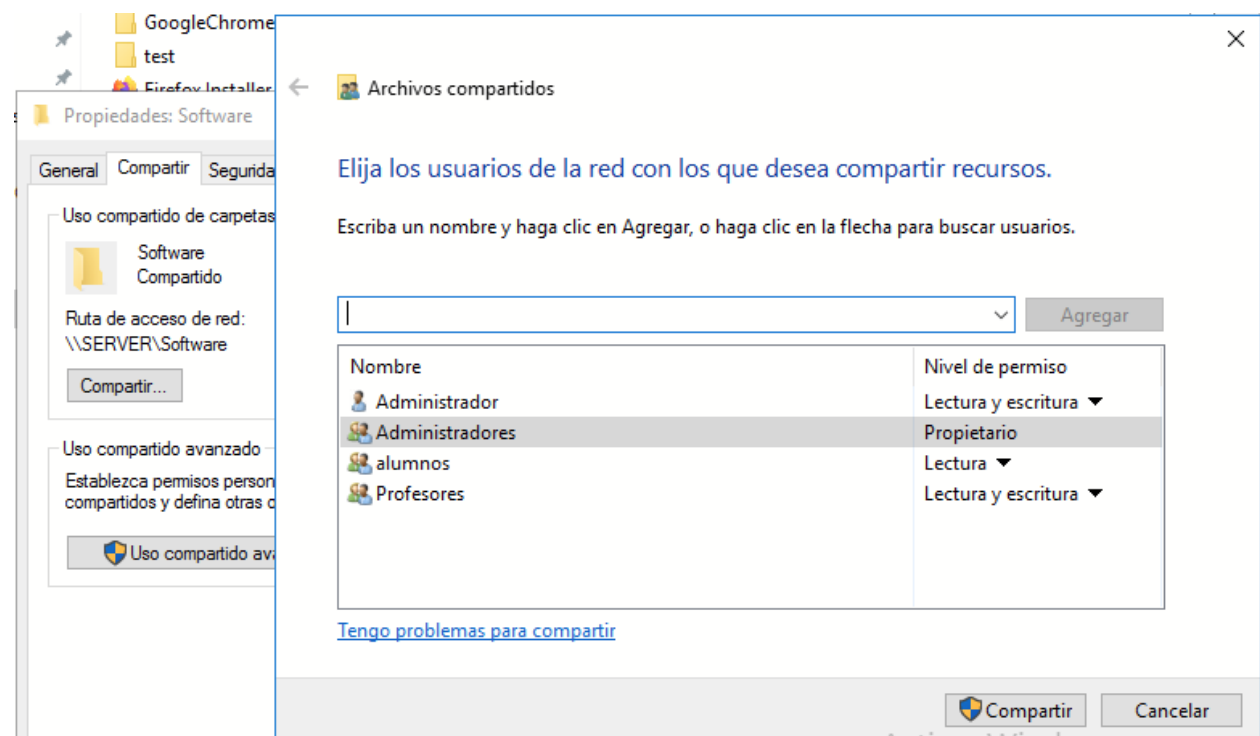 GoogleChrome
test
Firefox Installer
Propiedades: Software
General Compartir Segurida
Uso compartido de carpetas
Software
Compartido
Ruta de acceso de red:
\\SERVER\Software
Compartir...
Uso compartido avanzado
Establezca permisos person
compartidos y defina otras c
Uso compartido ava
Archivos compartidos
Elija los usuarios de la red con los que desea compartir recursos.
Escriba un nombre y haga clic en Agregar, o haga clic en la flecha para buscar usuarios.
Agregar
Nombre Nivel de permiso
Administrador Lectura y escritura
Administradores Propietario
alumnos Lectura
Profesores Lectura y escritura
Tengo problemas para compartir
Compartir Cancelar